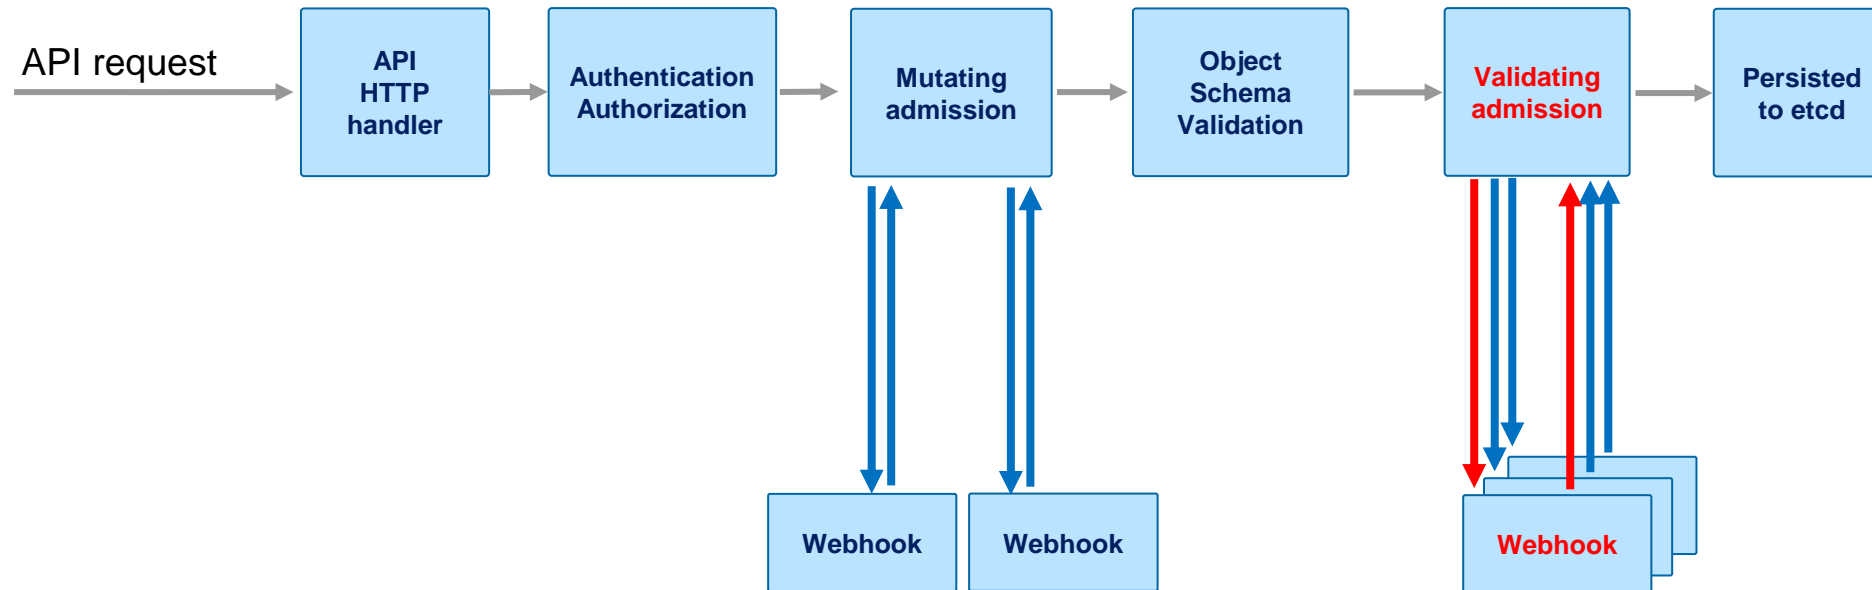 API request
API
HTTP
handler
Authentication
Authorization
Mutating
admission
Object
Schema
Validation
Validating
admission
Persisted
to etcd
Webhook
Webhook
Webhook